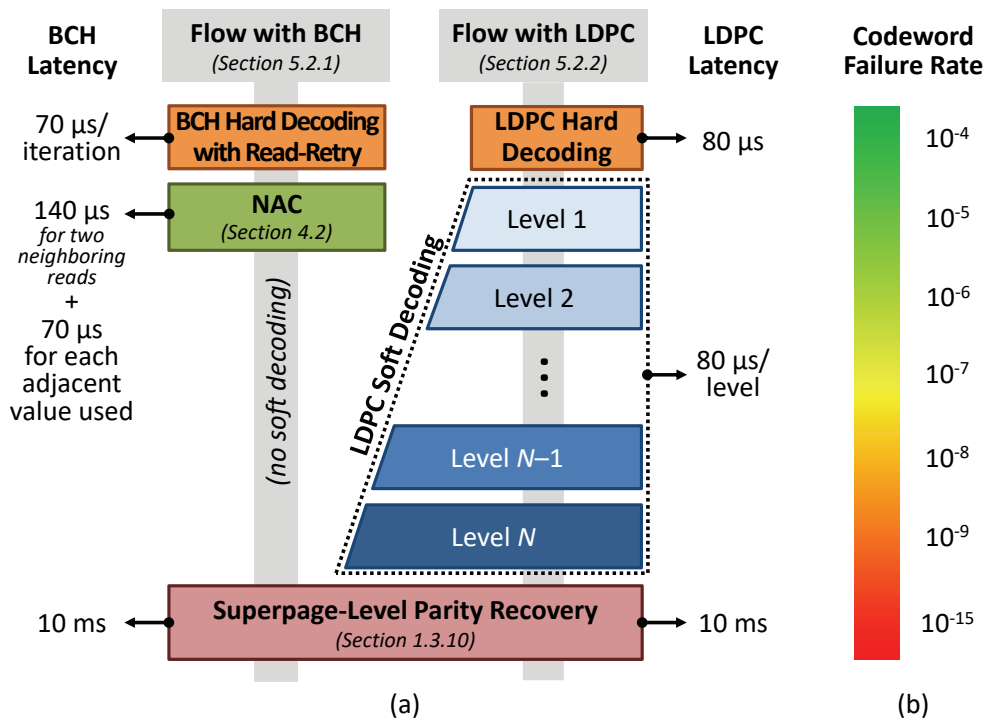 BCH
Latency
Flow with BCH
(Section 5.2.1)
Flow with LDPC
(Section 5.2.2)
LDPC
Latency
Codeword
Failure Rate
70 µs/
iteration
BCH Hard Decoding
with Read-Retry
LDPC Hard
Decoding
80 µs
140 µs
for two
neighboring
reads
+
70 µs
for each
adjacent
value used
NAC
(Section 4.2)
(no soft decoding)
LDPC Soft Decoding
Level 1
Level 2
Level N–1
Level N
80 µs/
level
10 ms
Superpage-Level Parity Recovery
(Section 1.3.10)
10 ms
10⁻⁴
10⁻⁵
10⁻⁶
10⁻⁷
10⁻⁸
10⁻⁹
10⁻¹⁵
(a)
(b)